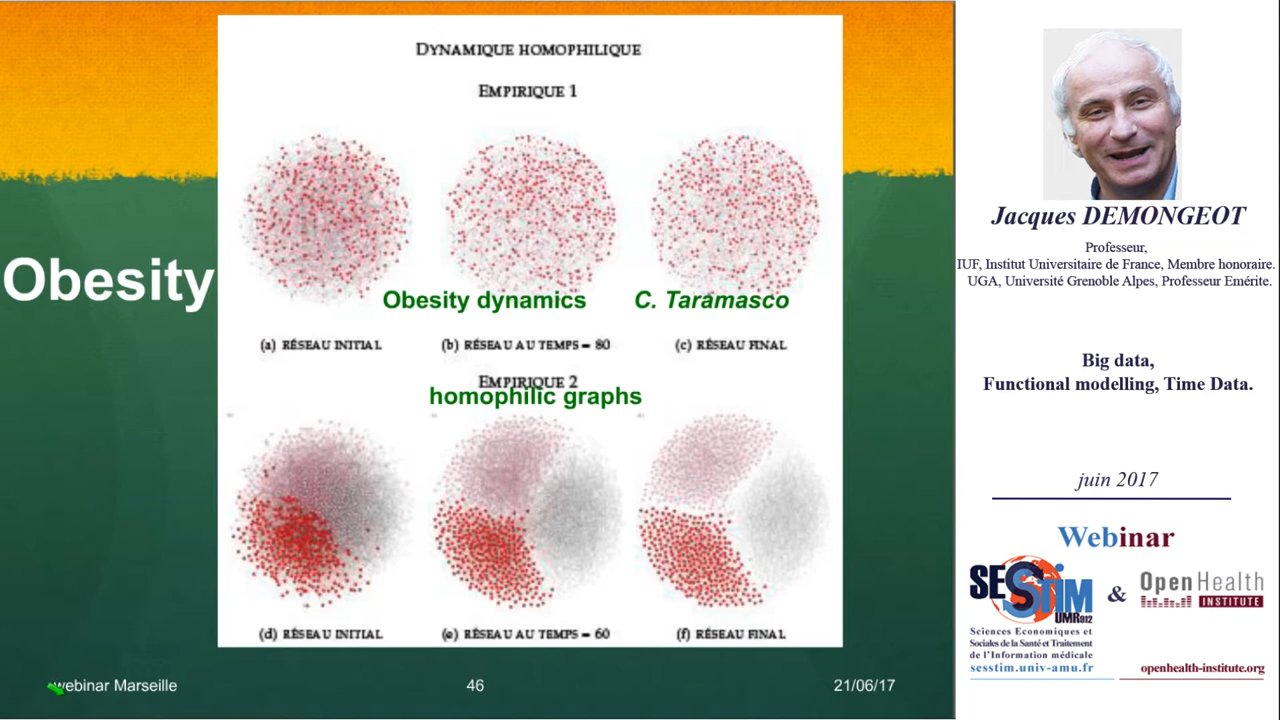 DYNAMIQUE HOMOPHILIQUE
EMPIRIQUE 1
Obesity
Obesity dynamics
C. Taramasco
(a) RÉSEAU INITIAL
(b) RÉSEAU AU TEMPS = 80
(c) RÉSEAU FINAL
EMPIRIQUE 2
homophilic graphs
(d) RÉSEAU INITIAL
(e) RÉSEAU AU TEMPS = 60
(f) RÉSEAU FINAL
webinar Marseille
46
21/06/17
Jacques DEMONGEOT
Professeur,
IUF, Institut Universitaire de France, Membre honoraire.
UGA, Université Grenoble Alpes, Professeur Emérite.
Big data,
Functional modelling, Time Data.
juin 2017
Webinar
SESSTIM
UMR912
&
OpenHealth
INSTITUTE
Sciences Economiques et
Sociales de la Santé et Traitement
de l'Information médicale
sesstim.univ-amu.fr
openhealth-institute.org